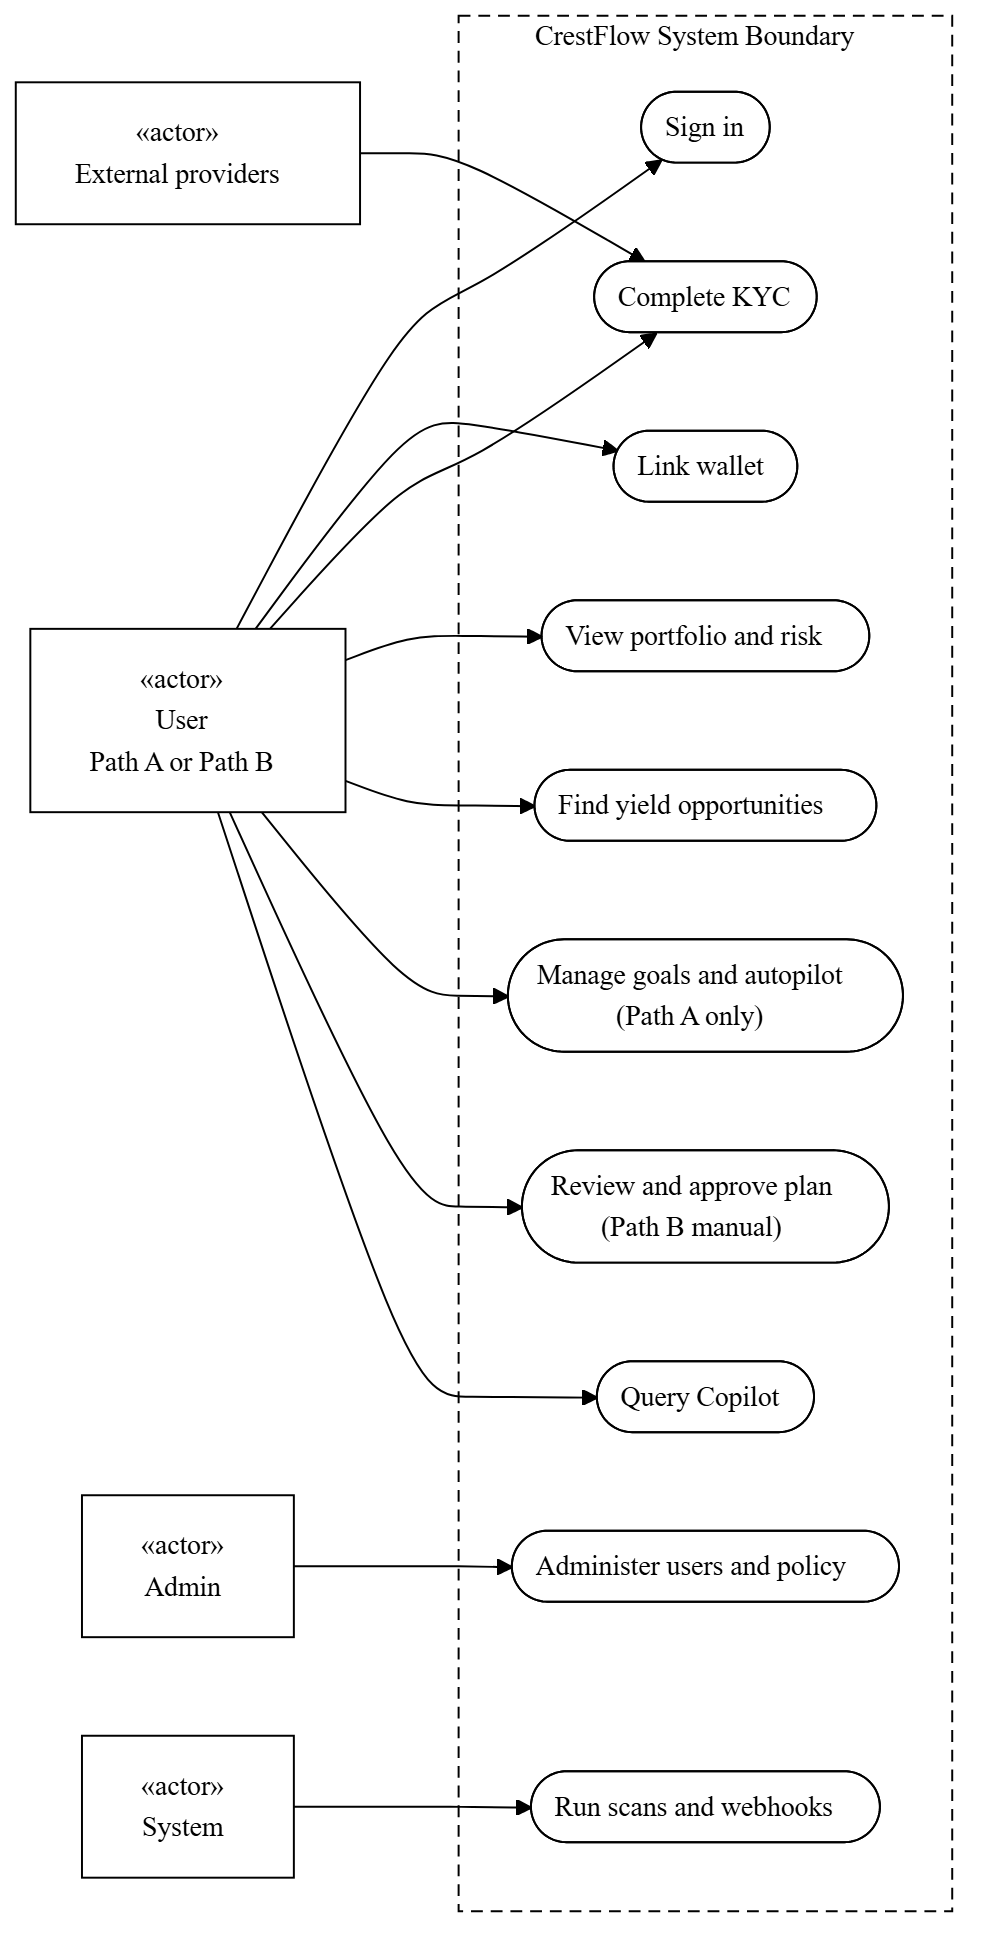 CrestFlow System Boundary
«actor»
External providers
Sign in
Complete KYC
Link wallet
«actor»
User
Path A or Path B
View portfolio and risk
Find yield opportunities
Manage goals and autopilot
(Path A only)
Review and approve plan
(Path B manual)
Query Copilot
«actor»
Admin
Administer users and policy
«actor»
System
Run scans and webhooks